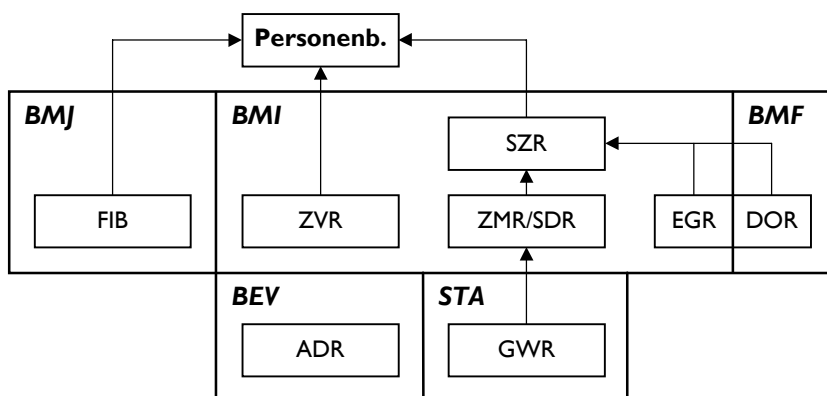 Personenb.
BMJ
BMI
BMF
SZR
FIB
ZVR
ZMR/SDR
EGR
DOR
BEV
STA
ADR
GWR